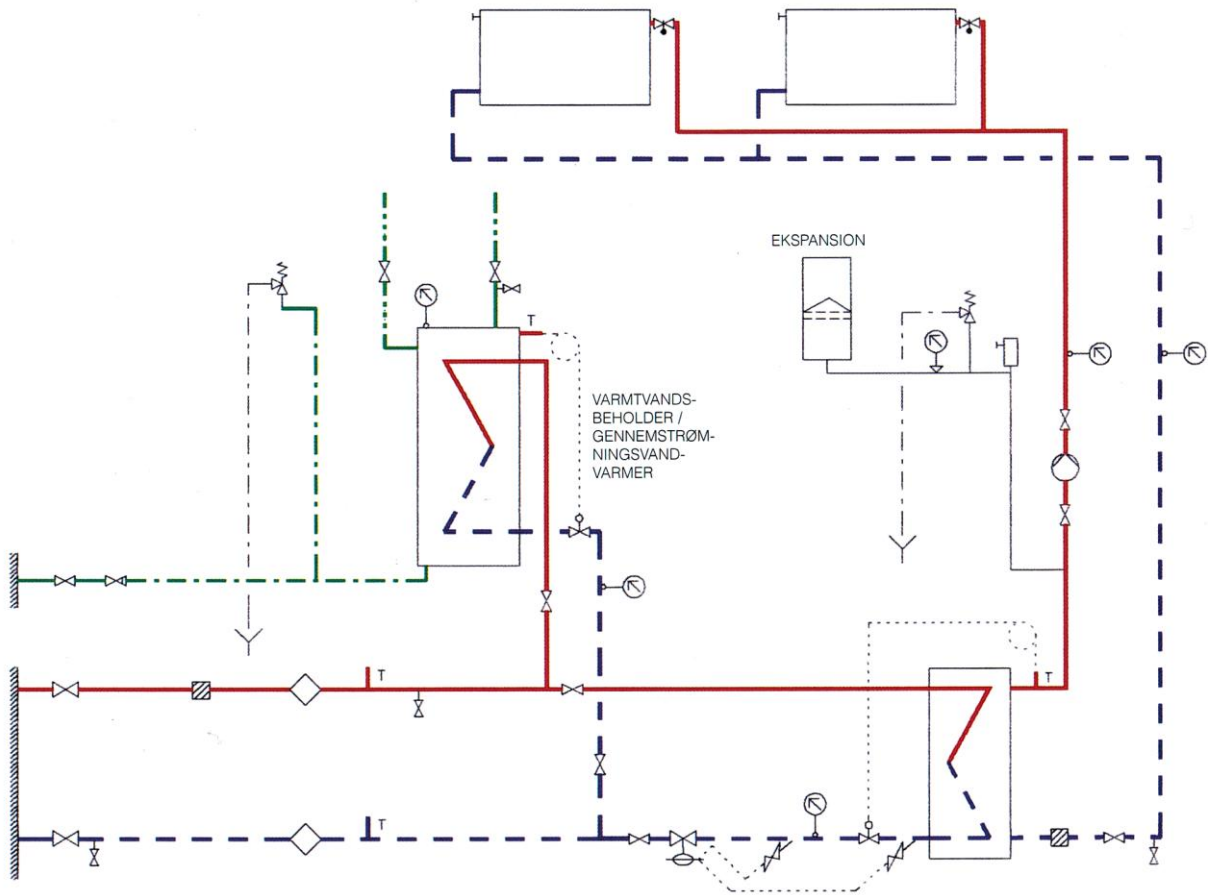 EKSPANSION
T
VARMTVANDS-
BEHOLDER /
GENNEMSTRØM-
NINGSVAND-
VARMER
T
T
T